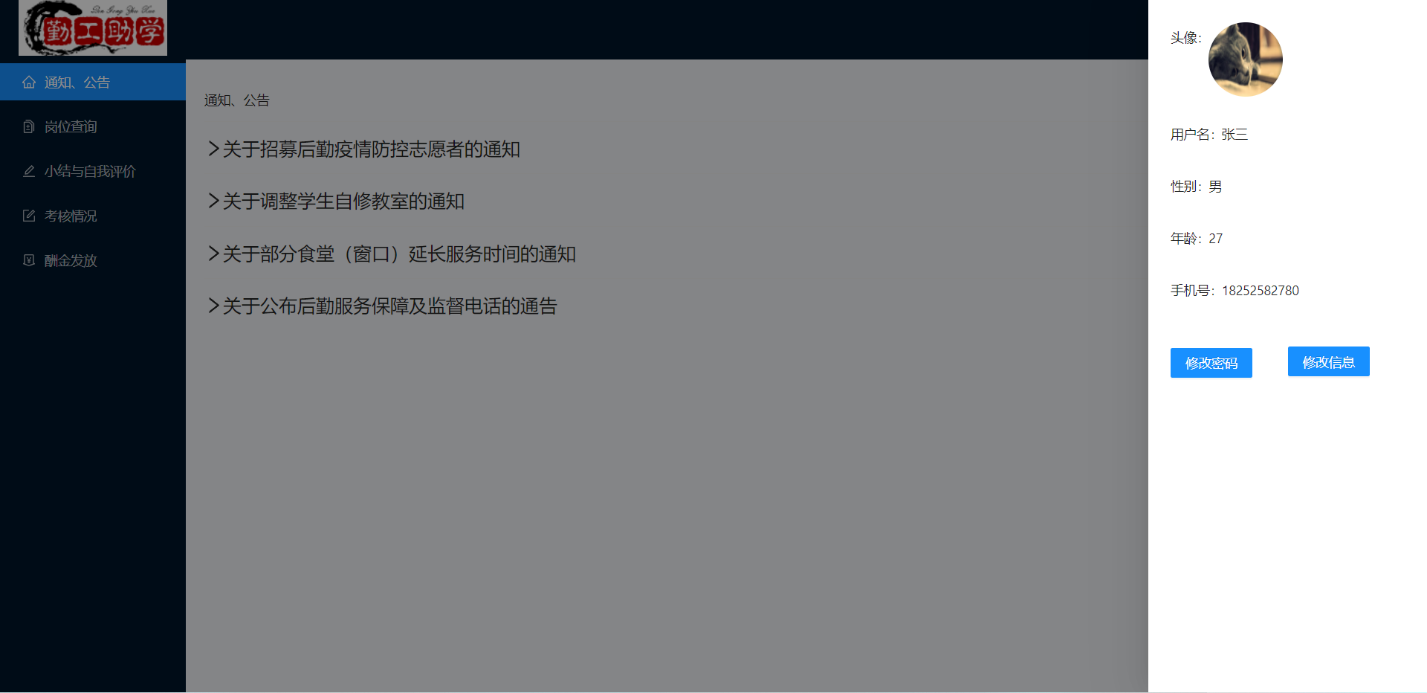 勤工助学
通知、公告
岗位查询
小结与自我评价
考核情况
酬金发放
通知、公告
关于招募后勤疫情防控志愿者的通知
关于调整学生自修教室的通知
关于部分食堂（窗口）延长服务时间的通知
关于公布后勤服务保障及监督电话的通告
头像：
用户名：张三
性别：男
年龄：27
手机号：18252582780
修改密码
修改信息